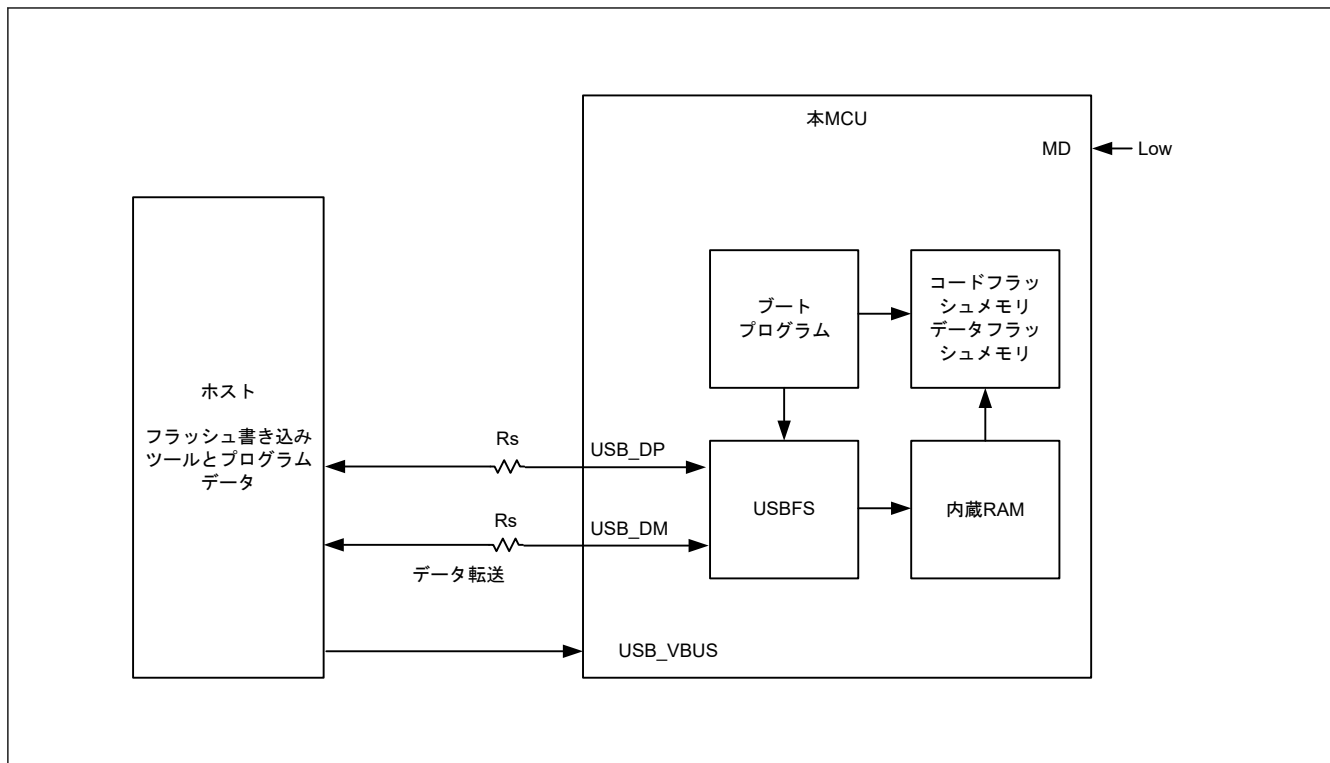 本MCU
MD
Low
ホスト
フラッシュ書き込み
ツールとプログラム
データ
ブート
プログラム
コードフラッ
シュメモリ
データフラッ
シュメモリ
Rs
USB_DP
Rs
USB_DM
データ転送
USBFS
内蔵RAM
USB_VBUS